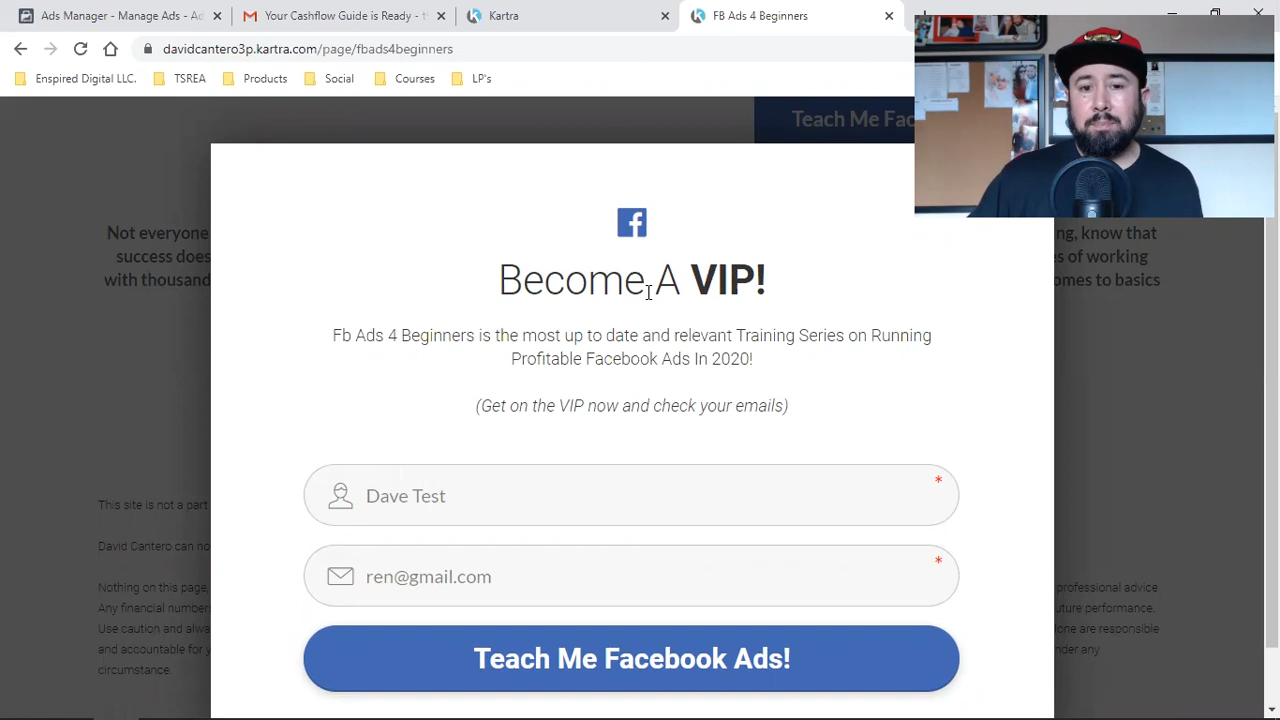 Ads Manager - Manage Ads - A
Your Cashflow Guide is Ready - t
Kartra
FB Ads 4 Beginners
davidcantero3p.kartra.com/page/fbads4beginners
Enspired Digital LLC.
TSREA
Products
Social
Courses
LP's
Teach Me Fac
Not everyone
ng, know that
success does
es of working
with thousand
omes to basics
Become A VIP!
Fb Ads 4 Beginners is the most up to date and relevant Training Series on Running
Profitable Facebook Ads In 2020!
(Get on the VIP now and check your emails)
Dave Test
*
ren@gmail.com
*
Teach Me Facebook Ads!
This site is not a part
David Cantero can no
Nothing on this page,
professional advice
Any financial number
uture performance.
Use caution and alwa
lone are responsible
and accountable for y
nder any
circumstance.